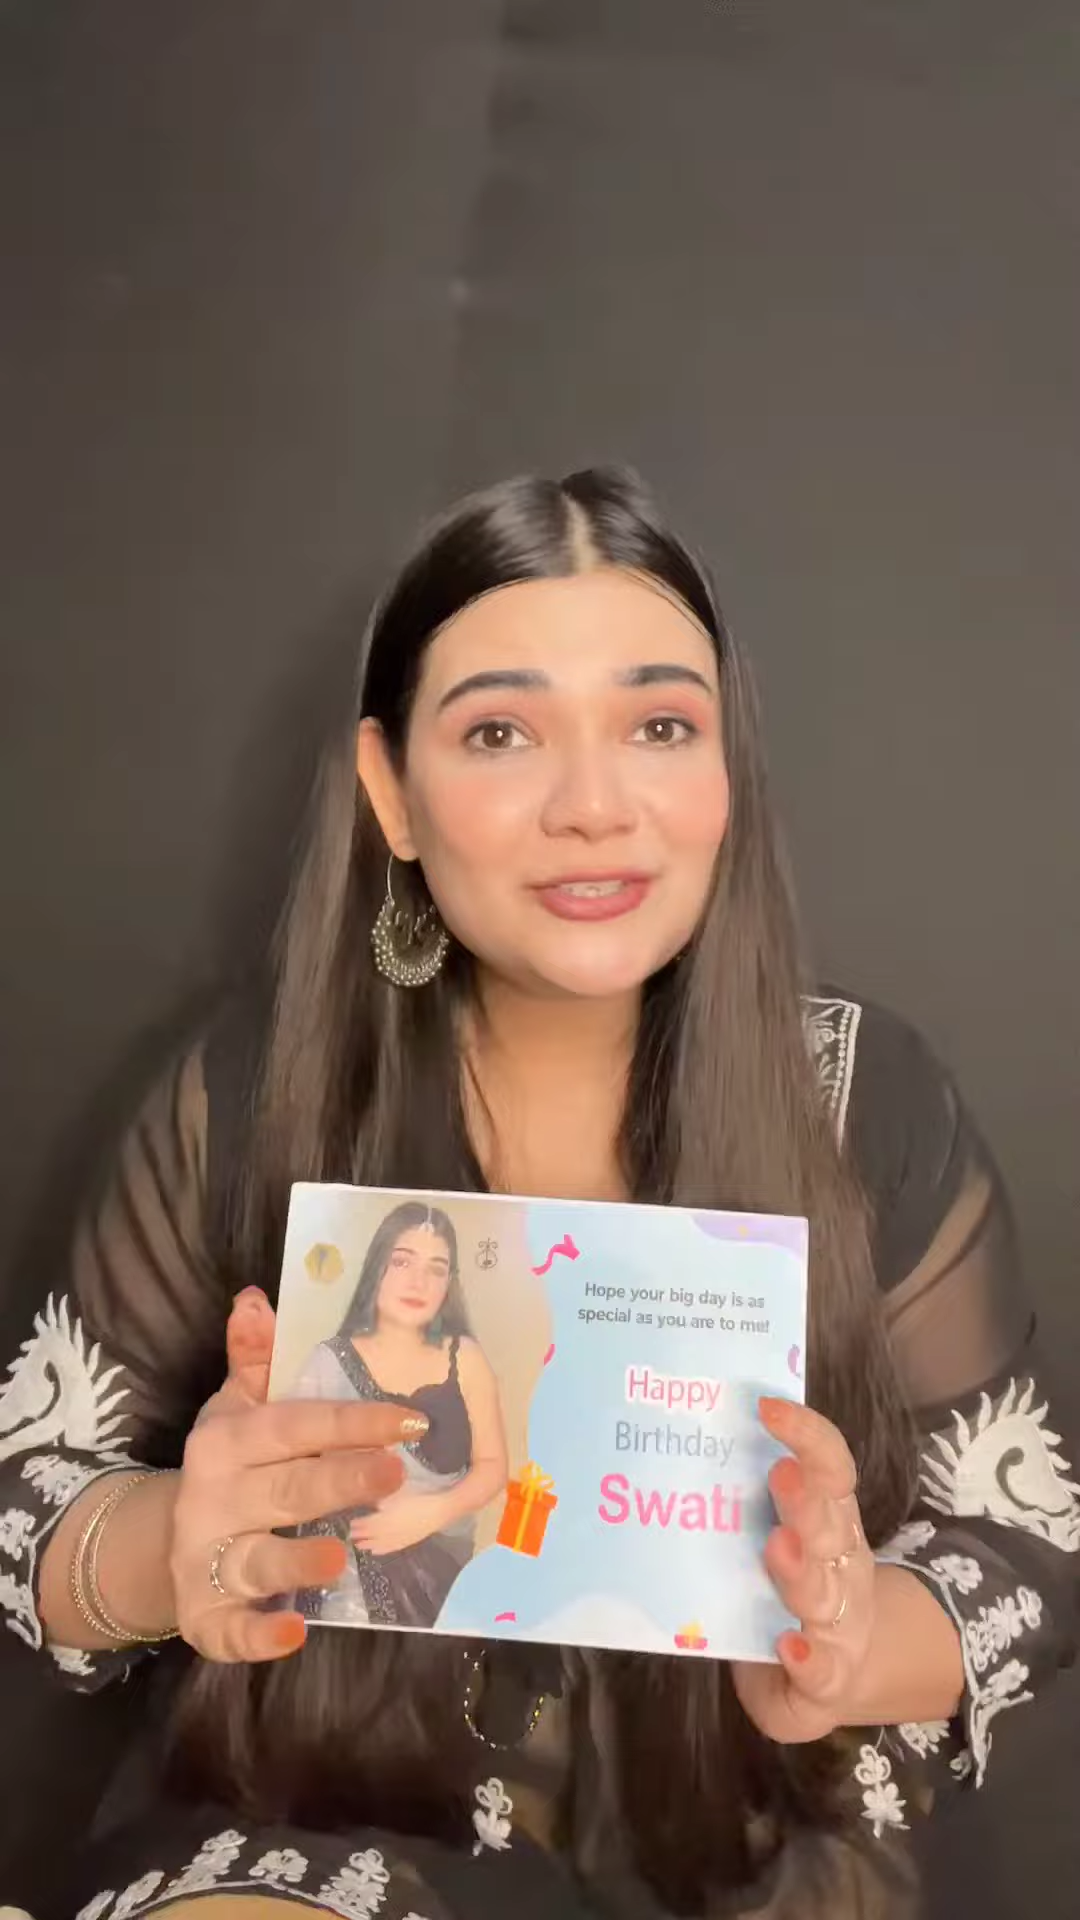 Hope your big day is as
special as you are to me!
Happy
Birthday
Swati